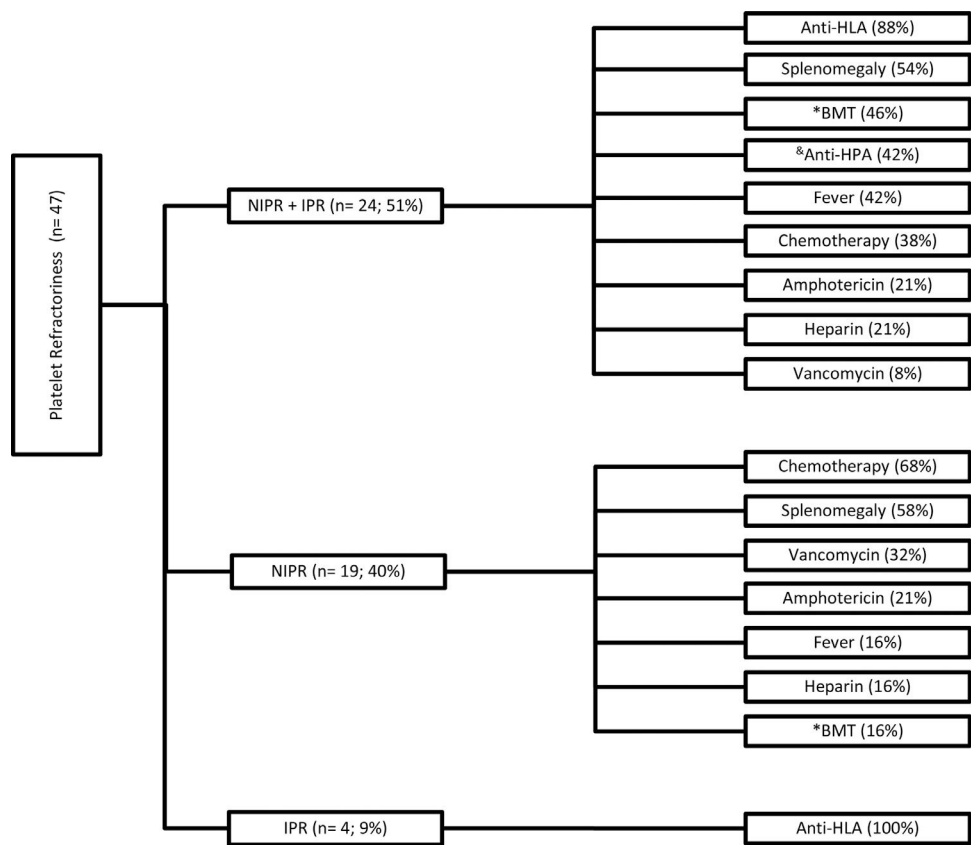 Platelet Refractoriness (n= 47)
NIPR + IPR (n= 24; 51%)
Anti-HLA (88%)
Splenomegaly (54%)
*BMT (46%)
&Anti-HPA (42%)
Fever (42%)
Chemotherapy (38%)
Amphotericin (21%)
Heparin (21%)
Vancomycin (8%)
NIPR (n= 19; 40%)
Chemotherapy (68%)
Splenomegaly (58%)
Vancomycin (32%)
Amphotericin (21%)
Fever (16%)
Heparin (16%)
*BMT (16%)
IPR (n= 4; 9%)
Anti-HLA (100%)